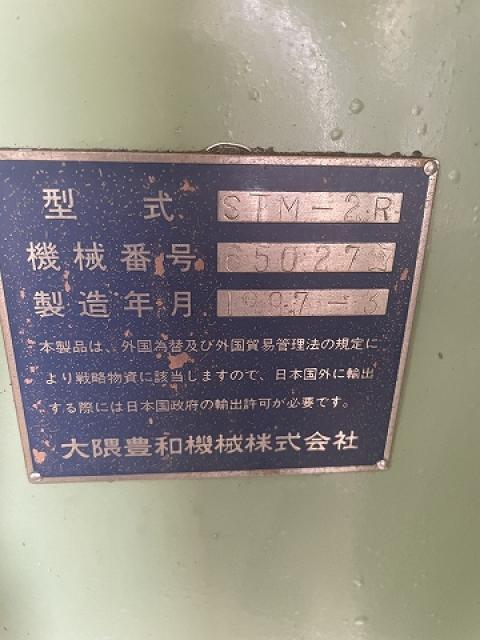 型式 STM-2R
機械番号
製造年月 1997-3
本製品は、外国為替及び外国貿易管理法の規定に
より戦略物資に該当しますので、日本国外に輸出
する際には日本国政府の輸出許可が必要です。
大隈豊和機械株式会社